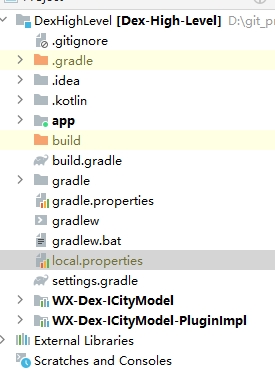 DexHighLevel [Dex-High-Level] D:\git_p
.gitignore
.gradle
.idea
.kotlin
app
build
build.gradle
gradle
gradle.properties
gradlew
gradlew.bat
local.properties
settings.gradle
WX-Dex-ICityModel
WX-Dex-ICityModel-PluginImpl
External Libraries
Scratches and Consoles